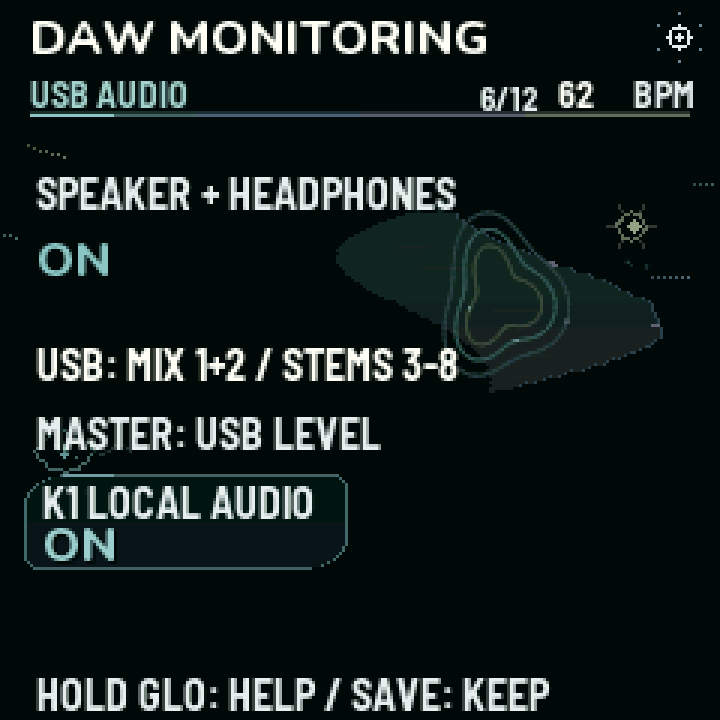 DAW MONITORING
USB AUDIO 6/12 62 BPM
SPEAKER + HEADPHONES
ON
USB: MIX 1+2 / STEMS 3-8
MASTER: USB LEVEL
K1 LOCAL AUDIO
ON
HOLD GLO: HELP / SAVE: KEEP